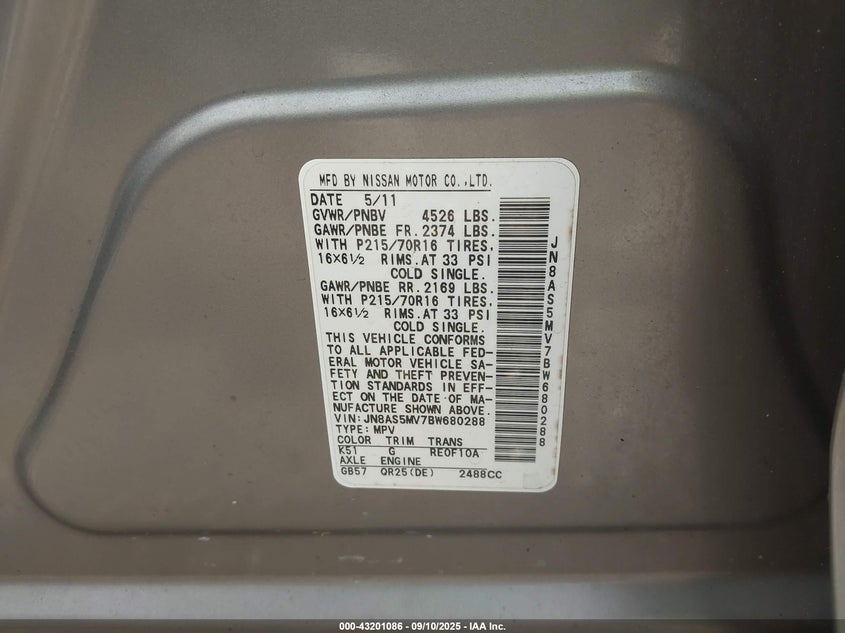 MFD BY NISSAN MOTOR CO.,LTD.
DATE 5/11
GVWR/PNBV 4526 LBS.
GAWR/PNBE FR. 2374 LBS.
WITH P215/70R16 TIRES,
16×6½ RIMS.AT 33 PSI
COLD SINGLE.
GAWR/PNBE RR. 2169 LBS.
WITH P215/70R16 TIRES,
16×6½ RIMS.AT 33 PSI
COLD SINGLE.
THIS VEHICLE CONFORMS
TO ALL APPLICABLE FED-
ERAL MOTOR VEHICLE SA-
FETY AND THEFT PREVEN-
TION STANDARDS IN EFF-
ECT ON THE DATE OF MA-
NUFACTURE SHOWN ABOVE.
VIN:JN8AS5MV7BW680288
TYPE: MPV
COLOR TRIM TRANS
K51 G RE0F10A
AXLE ENGINE
GB57 QR25(DE) 2488CC
JN8AS5MV7BW680288
000-43201086 - 09/10/2025 - IAA Inc.